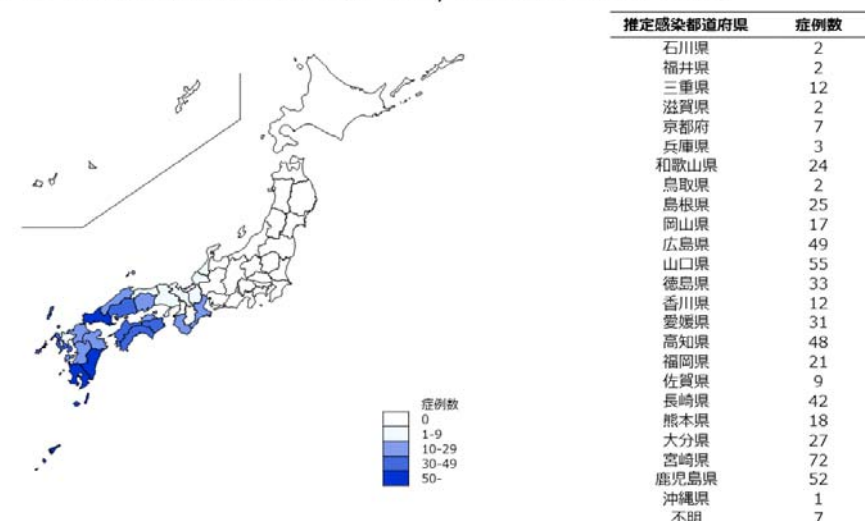 症例数
0
1-9
10-29
30-49
50-
推定感染都道府県 症例数
石川県 2
福井県 2
三重県 12
滋賀県 2
京都府 7
兵庫県 3
和歌山県 24
鳥取県 2
島根県 25
岡山県 17
広島県 49
山口県 55
徳島県 33
香川県 12
愛媛県 31
高知県 48
福岡県 21
佐賀県 9
長崎県 42
熊本県 18
大分県 27
宮崎県 72
鹿児島県 52
沖縄県 1
不明 7